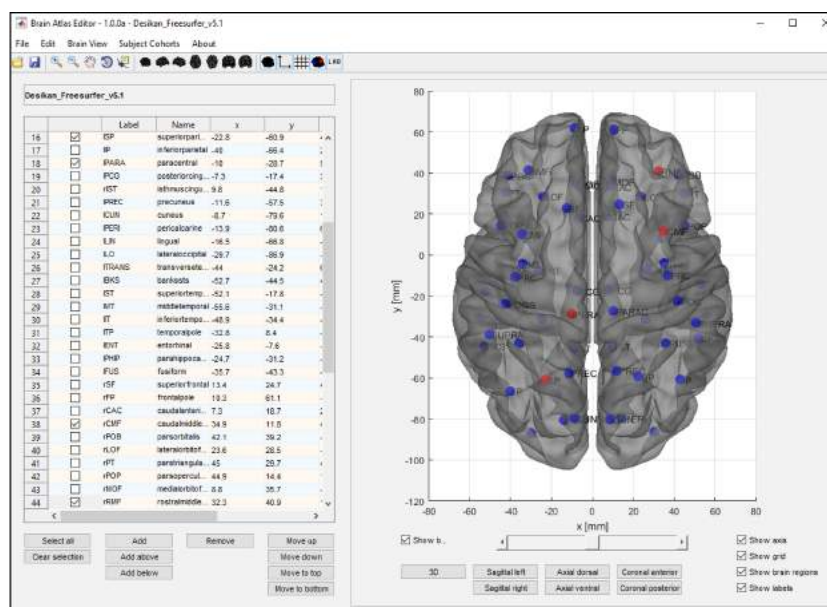 Brain Atlas Editor - 1.0.0a - Desikan_Freesurfer_v5.1
File Edit Brain View Subject Cohorts About
Desikan_Freesurfer_v5.1
Label Name x y
16 lSP superiorpari... -22.8 -60.9
17 lIP inferiorparietal -40 -66.4
18 lPARA paracentral -10 -28.7
19 lPCG posteriorcing... -7.3 -17.4
20 rIST isthmuscingu... 9.8 -44.8
21 lPREC precuneus -11.6 -57.5
22 lCUN cuneus -8.7 -79.6
23 lPERI pericalcarine -13.9 -80.6
24 lLIN lingual -16.5 -66.8
25 lLO lateraloccipital -29.7 -86.9
26 lTRANS transversete... -44 -24.2
27 lBKS bankssts -52.7 -44.5
28 lST superiortemp... -52.1 -17.8
29 lMT middletemporal -55.6 -31.1
30 lIT inferiortempo... -48.9 -34.4
31 lTP temporalpole -32.8 8.4
32 lENT entorhinal -25.8 -7.6
33 lPHIP parahippoca... -24.7 -31.2
34 lFUS fusiform -35.7 -43.3
35 rSF superiorfrontal 13.4 24.7
36 rFP frontalpole 10.2 61.1
37 rCAC caudalanteri... 7.3 18.7
38 rCMF caudalmiddle... 34.9 11.8
39 rPOB parsorbitalis 42.1 39.2
40 rLOF lateralorbitof... 23.6 28.5
41 rPT parstriangula... 45 29.7
42 rPOP parsopercul... 44.9 14.4
43 rMOF medialorbitof... 8.8 35.7
44 rRMF rostralmiddle... 32.3 40.9
Select all Add Remove Move up
Clear selection Add above Move down
Add below Move to top
Move to bottom
80
60
40
20
0
-20
-40
-60
-80
-100
-120
y [mm]
-80 -60 -40 -20 0 20 40 60 80
x [mm]
Show b..
Show axis
Show grid
Show brain regions
Show labels
3D Sagittal left Axial dorsal Coronal anterior
Sagittal right Axial ventral Coronal posterior